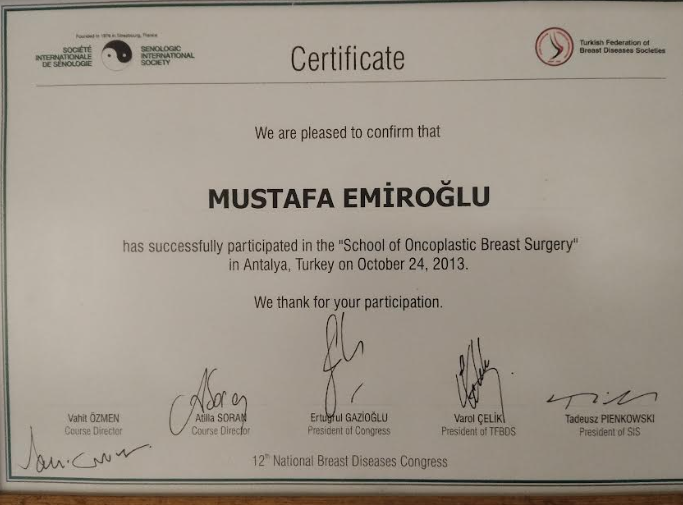 Founded in 1976 in Strasbourg, France
SOCIÉTÉ
INTERNATIONALE
DE SÉNOLOGIE
SENOLOGIC
INTERNATIONAL
SOCIETY
Certificate
Turkish Federation of
Breast Diseases Societies
We are pleased to confirm that
MUSTAFA EMİROĞLU
has successfully participated in the "School of Oncoplastic Breast Surgery"
in Antalya, Turkey on October 24, 2013.
We thank for your participation.
Vahit ÖZMEN
Course Director
Atilla SORAN
Course Director
Ertuğrul GAZİOĞLU
President of Congress
Varol ÇELİK
President of TFBDS
Tadeusz PIENKOWSKI
President of SIS
12th National Breast Diseases Congress